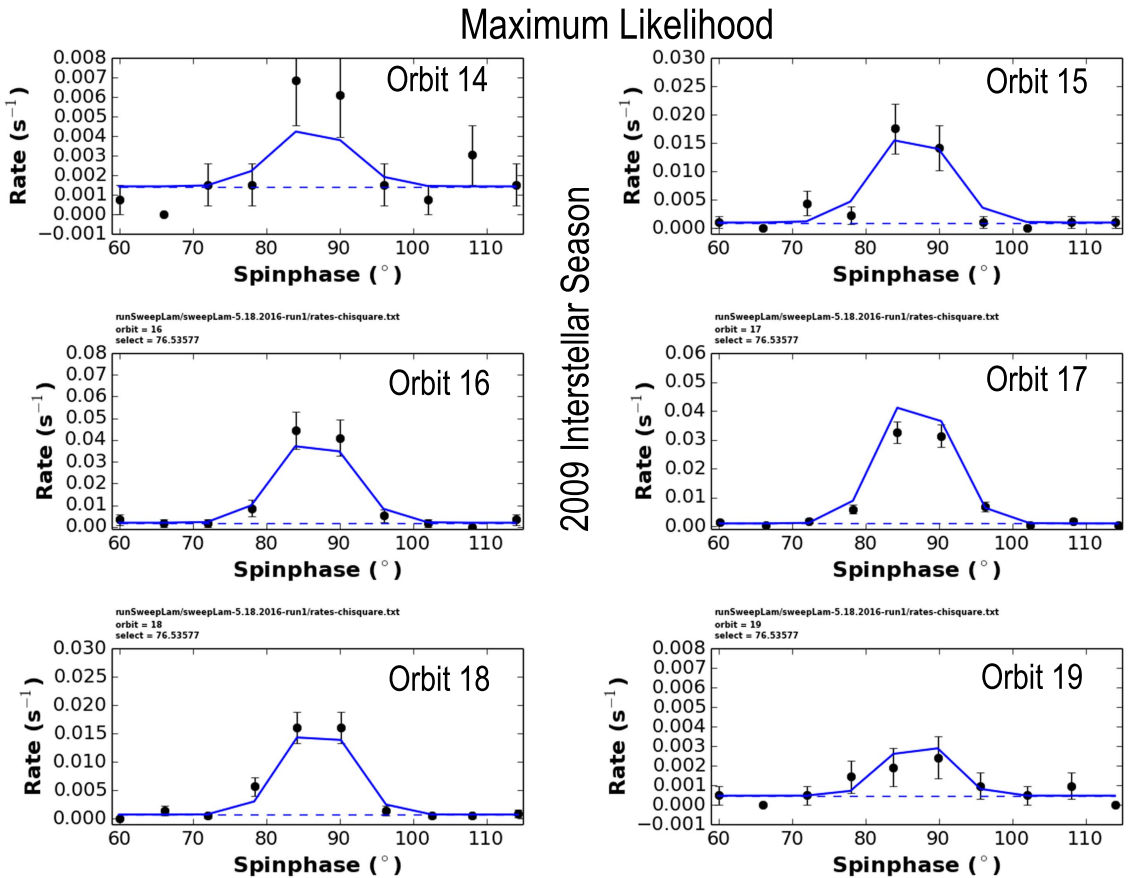 Maximum Likelihood
2009 Interstellar Season
Orbit 14
Rate (s⁻¹)
0.008
0.007
0.006
0.005
0.004
0.003
0.002
0.001
0.000
−0.001
60 70 80 90 100 110
Spinphase (°)
Orbit 15
Rate (s⁻¹)
0.030
0.025
0.020
0.015
0.010
0.005
0.000
60 70 80 90 100 110
Spinphase (°)
runSweepLam/sweepLam-5.18.2016-run1/rates-chisquare.txt
orbit = 16
select = 76.53577
Orbit 16
Rate (s⁻¹)
0.08
0.07
0.06
0.05
0.04
0.03
0.02
0.01
0.00
60 70 80 90 100 110
Spinphase (°)
runSweepLam/sweepLam-5.18.2016-run1/rates-chisquare.txt
orbit = 17
select = 76.53577
Orbit 17
Rate (s⁻¹)
0.06
0.05
0.04
0.03
0.02
0.01
0.00
60 70 80 90 100 110
Spinphase (°)
runSweepLam/sweepLam-5.18.2016-run1/rates-chisquare.txt
orbit = 18
select = 76.53577
Orbit 18
Rate (s⁻¹)
0.030
0.025
0.020
0.015
0.010
0.005
0.000
60 70 80 90 100 110
Spinphase (°)
runSweepLam/sweepLam-5.18.2016-run1/rates-chisquare.txt
orbit = 19
select = 76.53577
Orbit 19
Rate (s⁻¹)
0.008
0.007
0.006
0.005
0.004
0.003
0.002
0.001
0.000
−0.001
60 70 80 90 100 110
Spinphase (°)